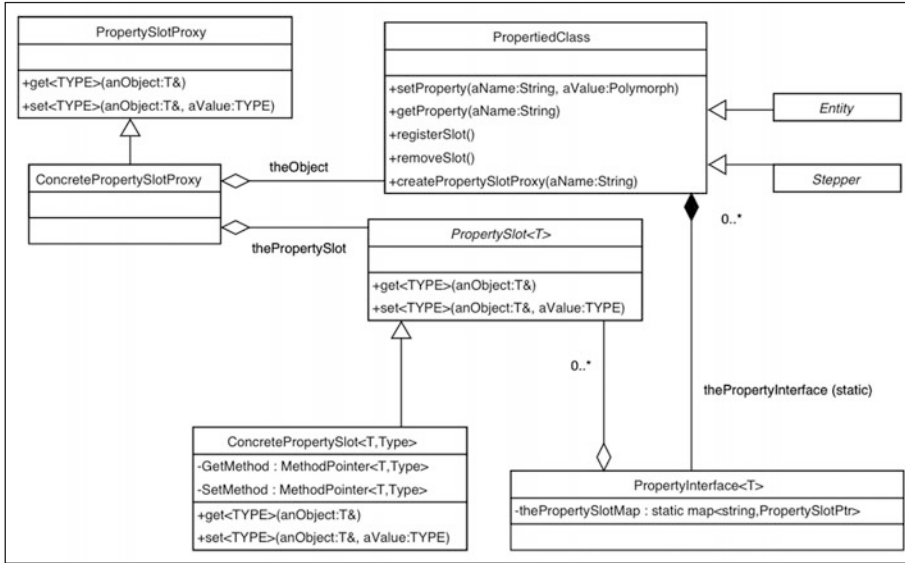 PropertySlotProxy
+get<TYPE>(anObject:T&)
+set<TYPE>(anObject:T&, aValue:TYPE)
PropertiedClass
+setProperty(aName:String, aValue:Polymorph)
+getProperty(aName:String)
+registerSlot()
+removeSlot()
+createPropertySlotProxy(aName:String)
Entity
Stepper
ConcretePropertySlotProxy
theObject
thePropertySlot
0..*
PropertySlot<T>
+get<TYPE>(anObject:T&)
+set<TYPE>(anObject:T&, aValue:TYPE)
0..*
thePropertyInterface (static)
ConcretePropertySlot<T,Type>
-GetMethod : MethodPointer<T,Type>
-SetMethod : MethodPointer<T,Type>
+get<TYPE>(anObject:T&)
+set<TYPE>(anObject:T&, aValue:TYPE)
PropertyInterface<T>
-thePropertySlotMap : static map<string,PropertySlotPtr>